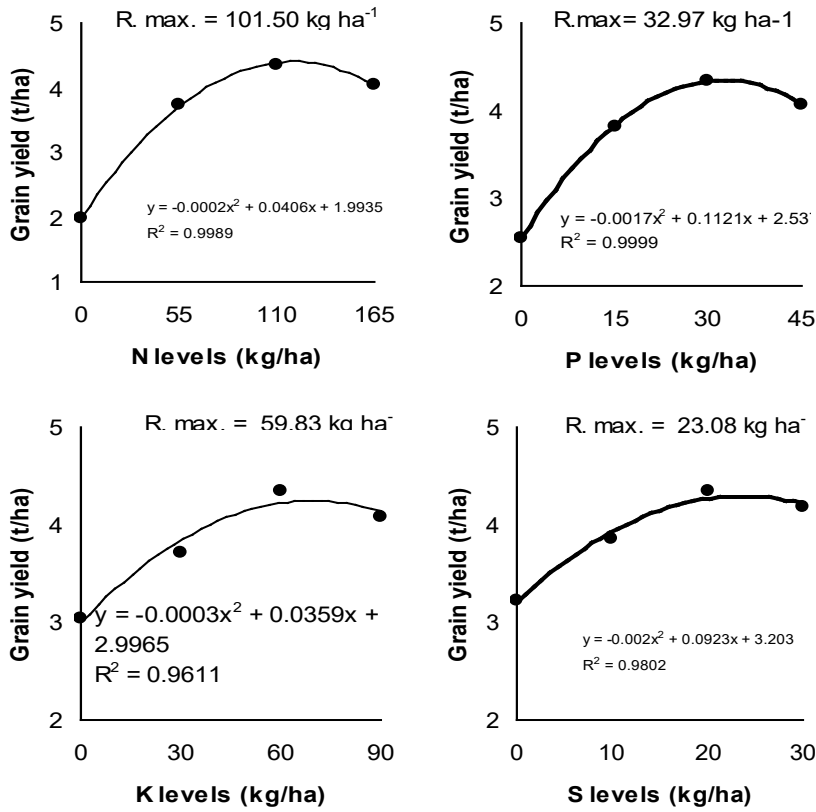 R. max. = 101.50 kg ha⁻¹
Grain yield (t/ha)
5
4
3
2
1
y = -0.0002x² + 0.0406x + 1.9935
R² = 0.9989
0 55 110 165
N levels (kg/ha)
R.max= 32.97 kg ha-1
Grain yield (t/ha)
5
4
3
2
y = -0.0017x² + 0.1121x + 2.53
R² = 0.9999
0 15 30 45
P levels (kg/ha)
R. max. = 59.83 kg ha⁻
Grain yield (t/ha)
5
4
3
2
y = -0.0003x² + 0.0359x +
2.9965
R² = 0.9611
0 30 60 90
K levels (kg/ha)
R. max. = 23.08 kg ha⁻
Grain yield (t/ha)
5
4
3
2
y = -0.002x² + 0.0923x + 3.203
R² = 0.9802
0 10 20 30
S levels (kg/ha)